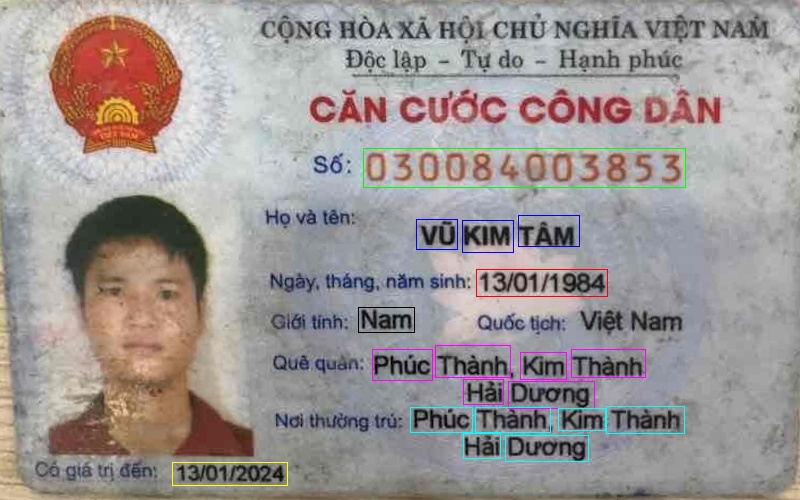 CỘNG HÒA XÃ HỘI CHỦ NGHĨA VIỆT NAM
Độc lập - Tự do - Hạnh phúc
CĂN CƯỚC CÔNG DÂN
Số: 030084003853
Họ và tên:
VŨ KIM TÂM
Ngày, tháng, năm sinh: 13/01/1984
Giới tính: Nam Quốc tịch: Việt Nam
Quê quán: Phúc Thành, Kim Thành
Hải Dương
Nơi thường trú: Phúc Thành, Kim Thành
Hải Dương
Có giá trị đến: 13/01/2024